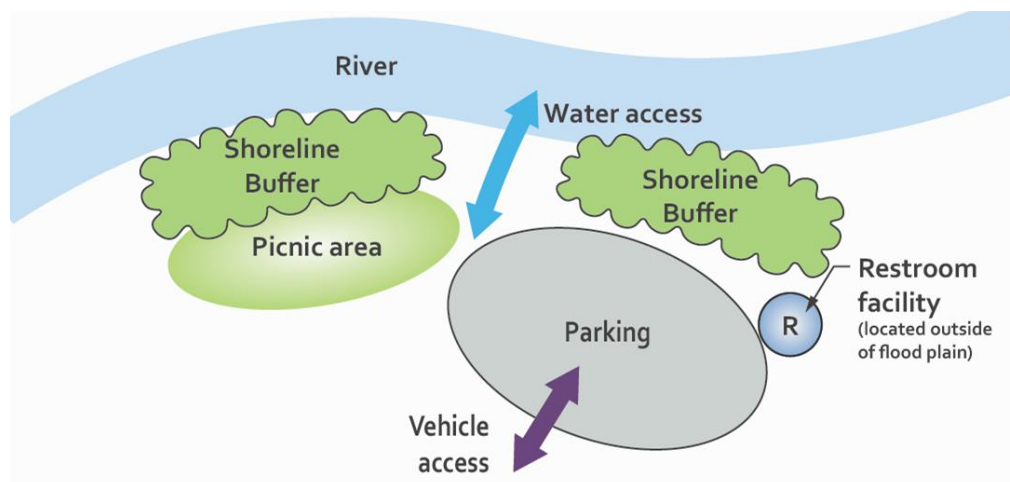 River
Water access
Shoreline
Buffer
Shoreline
Buffer
Picnic area
Restroom
facility
(located outside
of flood plain)
R
Parking
Vehicle
access